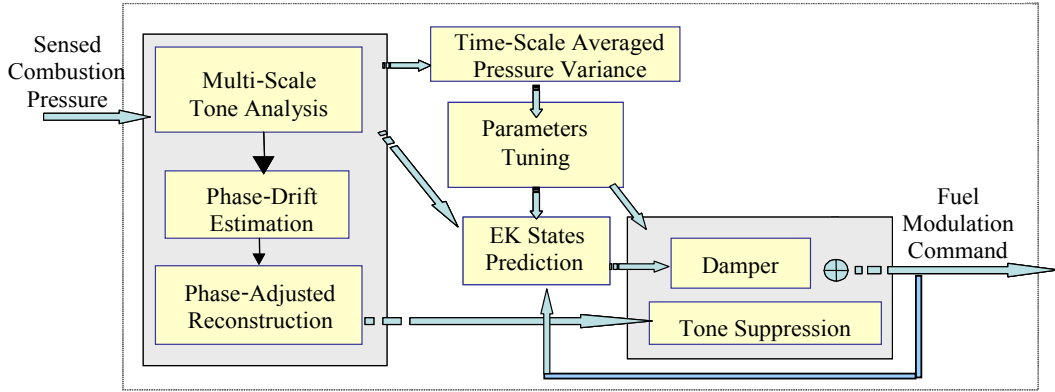 Sensed
Combustion
Pressure
Multi-Scale
Tone Analysis
Phase-Drift
Estimation
Phase-Adjusted
Reconstruction
Time-Scale Averaged
Pressure Variance
Parameters
Tuning
EK States
Prediction
Damper
Tone Suppression
Fuel
Modulation
Command